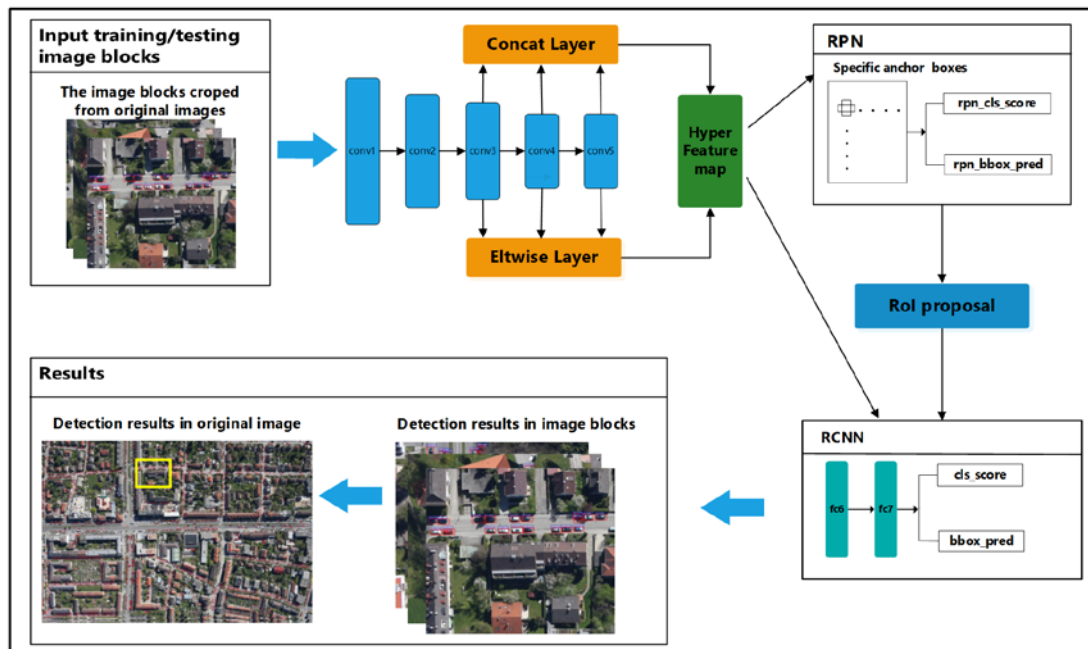 Input training/testing
image blocks
The image blocks croped
from original images
conv1
conv2
conv3
conv4
conv5
Concat Layer
Eltwise Layer
Hyper
Feature
map
RPN
Specific anchor boxes
rpn_cls_score
rpn_bbox_pred
RoI proposal
RCNN
fc6
fc7
cls_score
bbox_pred
Results
Detection results in original image
Detection results in image blocks